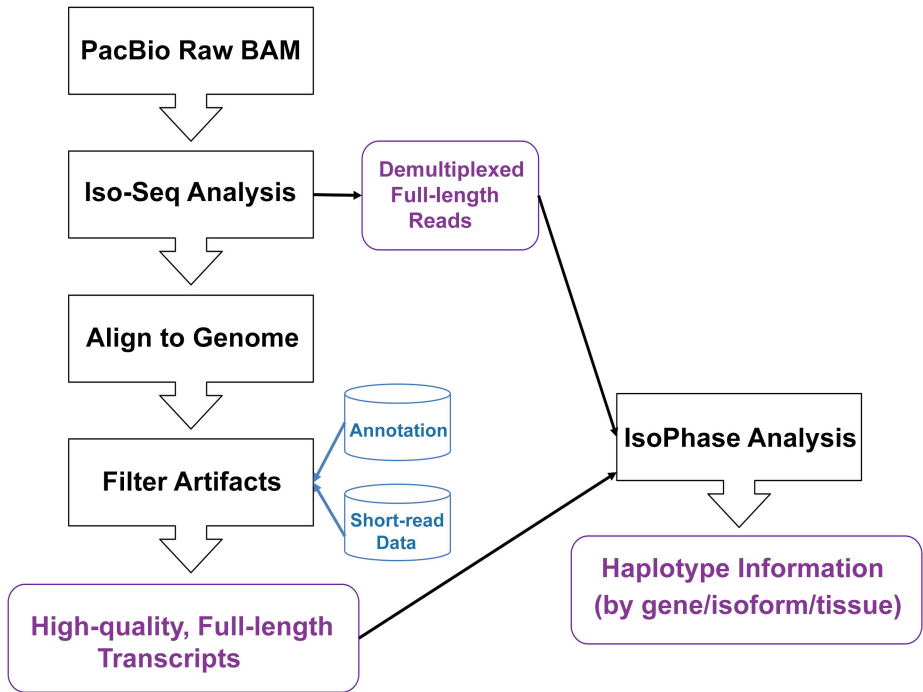 PacBio Raw BAM
Iso-Seq Analysis
Demultiplexed
Full-length
Reads
Align to Genome
Annotation
Filter Artifacts
Short-read
Data
IsoPhase Analysis
High-quality, Full-length
Transcripts
Haplotype Information
(by gene/isoform/tissue)